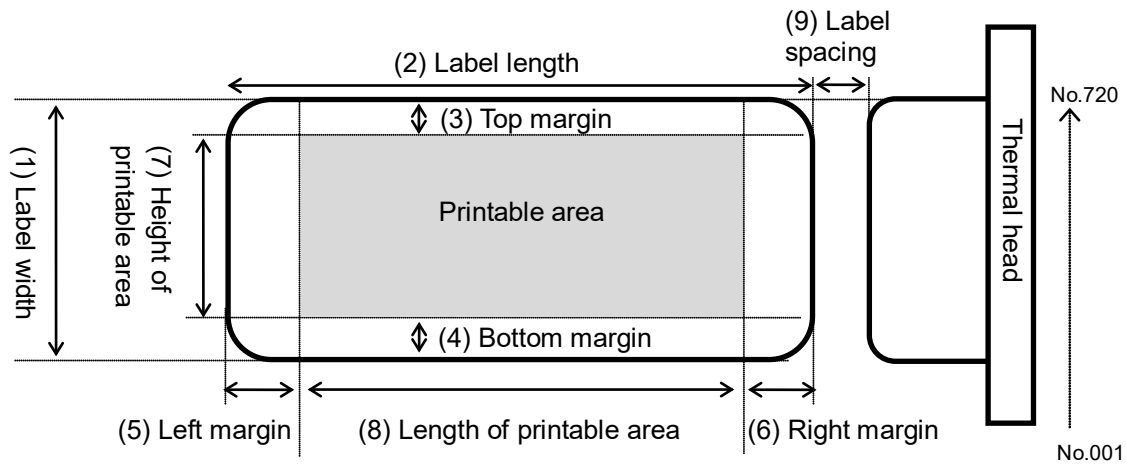 (9) Label
spacing
(2) Label length
No.720
(3) Top margin
(1) Label width
(7) Height of
printable area
Printable area
Thermal head
(4) Bottom margin
(5) Left margin
(8) Length of printable area
(6) Right margin
No.001